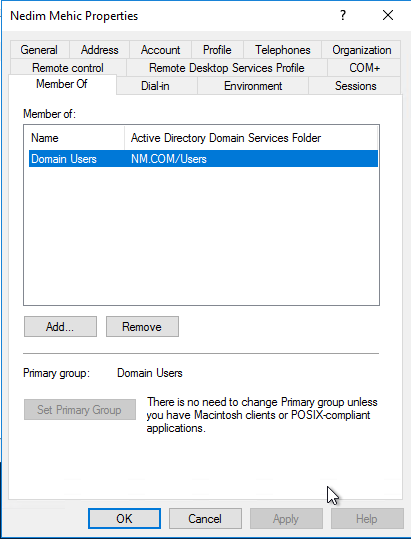 Nedim Mehic Properties
General Address Account Profile Telephones Organization
Remote control Remote Desktop Services Profile COM+
Member Of Dial-in Environment Sessions
Member of:
Name Active Directory Domain Services Folder
Domain Users NM.COM/Users
Add... Remove
Primary group: Domain Users
Set Primary Group There is no need to change Primary group unless
you have Macintosh clients or POSIX-compliant
applications.
OK Cancel Apply Help